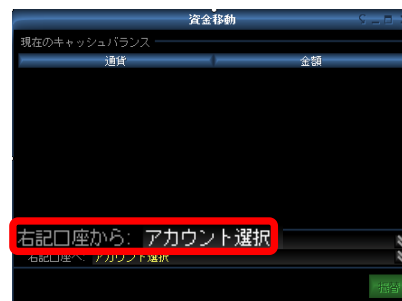 資金移動
現在のキャッシュバランス
通貨 金額
右記口座から: アカウント選択
右記口座へ: アカウント選択
振替